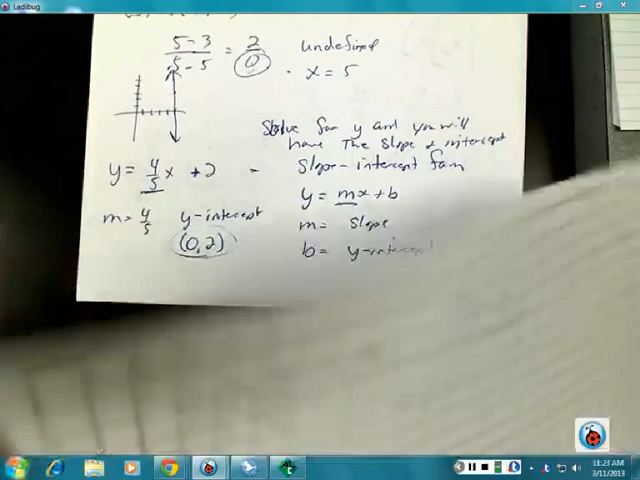 Ladibug
5-3 / 5-5 = 2/0 undefined
x = 5
Solve for y and you will
have the slope & intercept
y = 4/5 x + 2 - slope-intercept form
y = mx + b
m = 4/5 y-intercept m = slope
(0,2) b = y-intercept
11:23 AM
3/11/2013